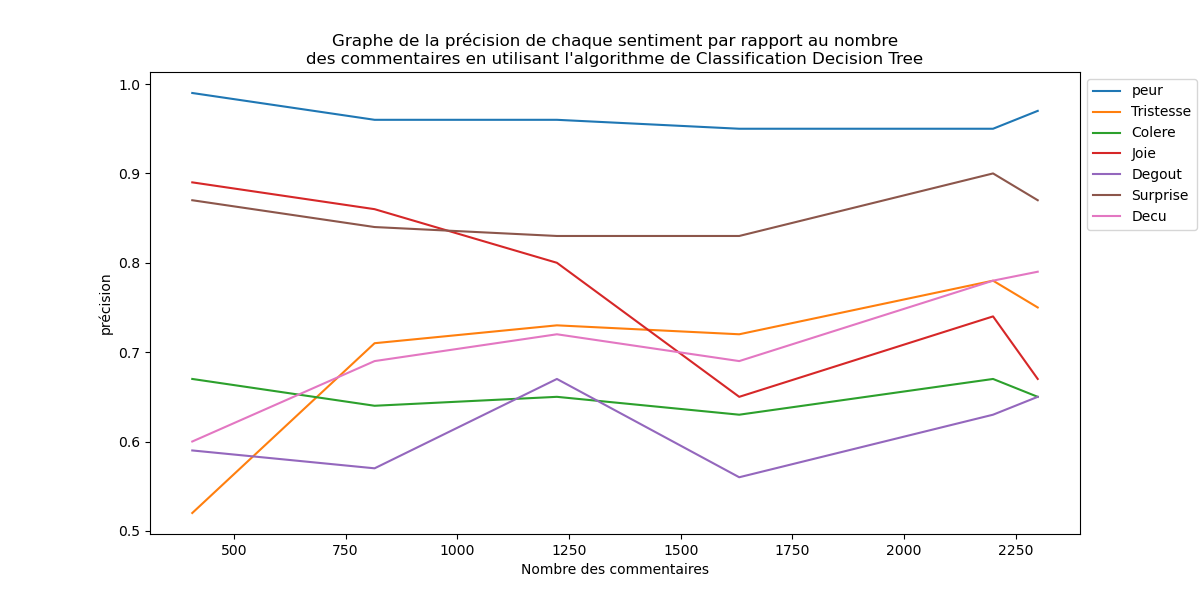 Graphe de la précision de chaque sentiment par rapport au nombre
des commentaires en utilisant l'algorithme de Classification Decision Tree
précision
1.0
0.9
0.8
0.7
0.6
0.5
500
750
1000
1250
1500
1750
2000
2250
Nombre des commentaires
peur
Tristesse
Colere
Joie
Degout
Surprise
Decu